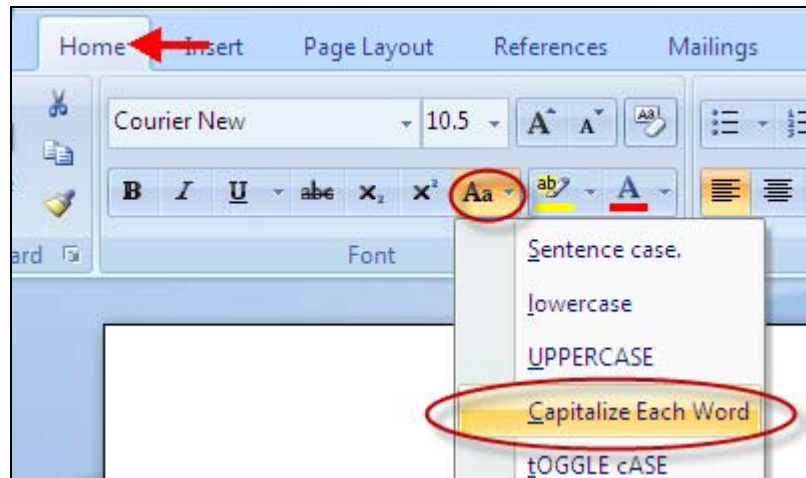 Home Insert Page Layout References Mailings
Courier New 10.5 A A Aa
B I U abc x₂ x² Aa ab A
ard Font
Sentence case.
lowercase
UPPERCASE
Capitalize Each Word
tOGGLE cASE